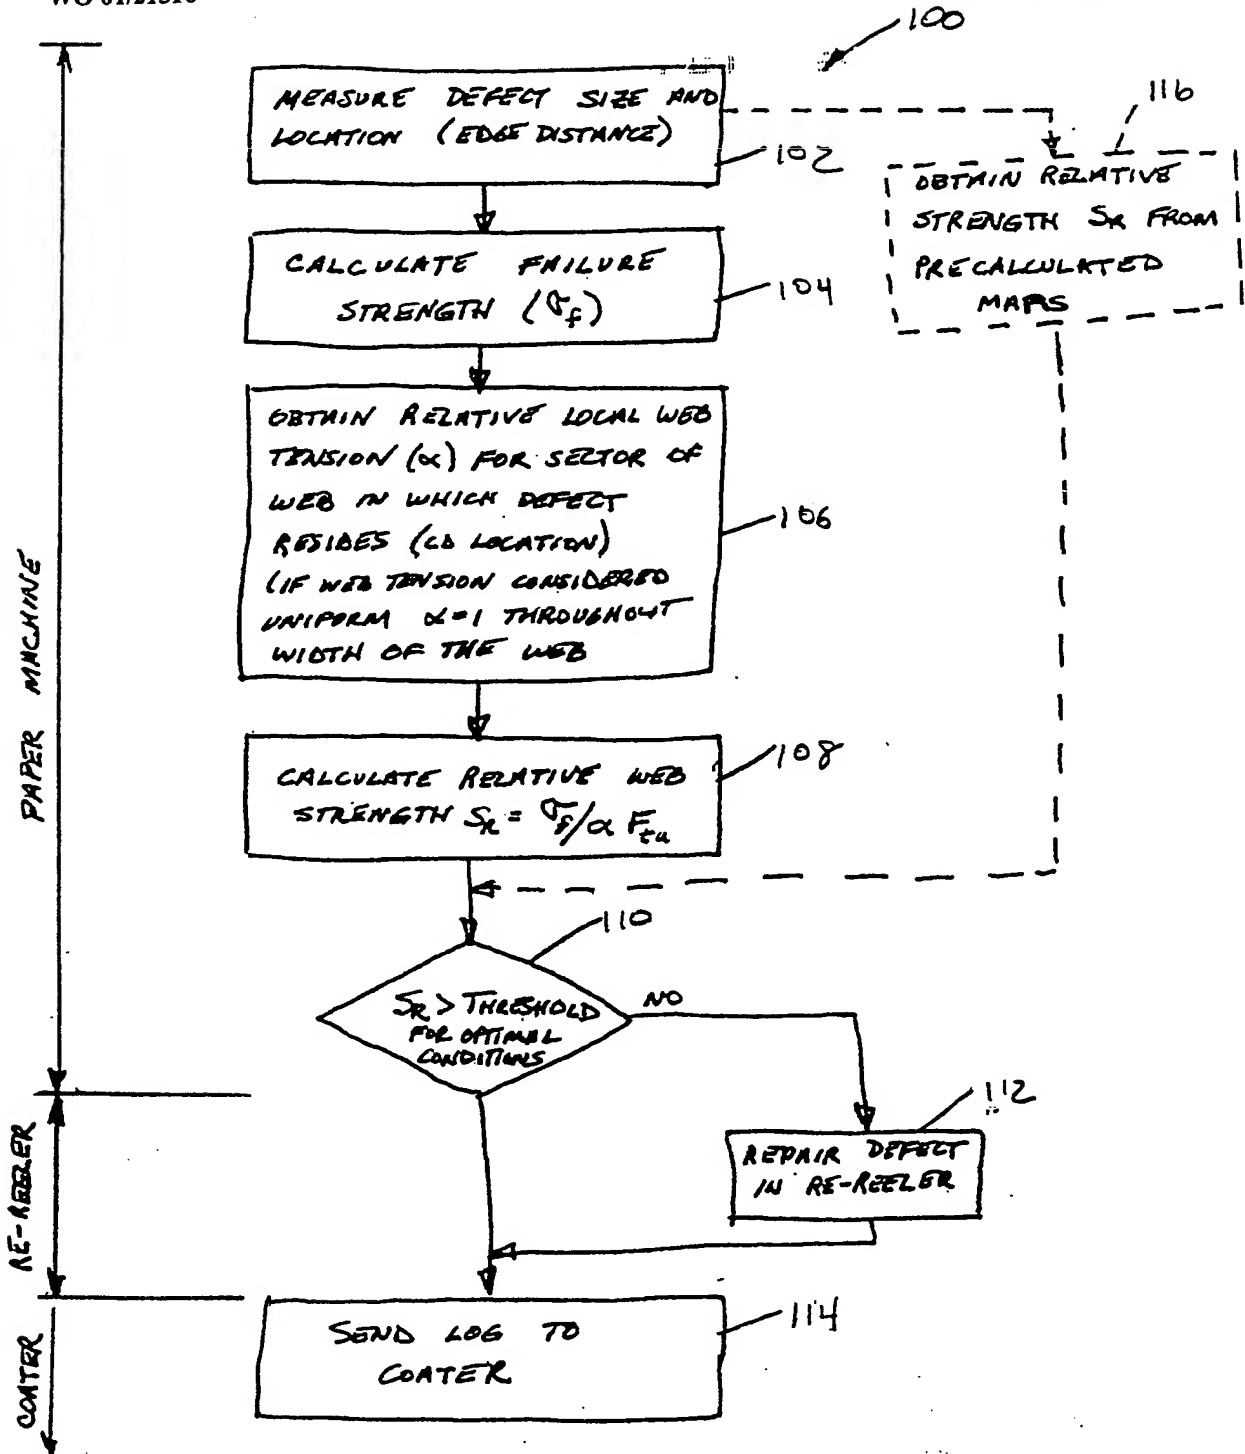 100
MEASURE DEFECT SIZE AND
LOCATION (EDGE DISTANCE)
102
116
OBTAIN RELATIVE
STRENGTH SR FROM
PRECALCULATED
MAPS
CALCULATE FAILURE
STRENGTH (σf)
104
OBTAIN RELATIVE LOCAL WEB
TENSION (α) FOR SECTOR OF
WEB IN WHICH DEFECT
RESIDES (CD LOCATION)
(IF WEB TENSION CONSIDERED
UNIFORM α=1 THROUGHOUT
WIDTH OF THE WEB
106
PAPER MACHINE
CALCULATE RELATIVE WEB
STRENGTH SR = σf/α Ftu
108
110
SR > THRESHOLD
FOR OPTIMAL
CONDITIONS
NO
112
REPAIR DEFECT
IN RE-REELER
RE-REELER
SEND LOG TO
COATER
114
COATER